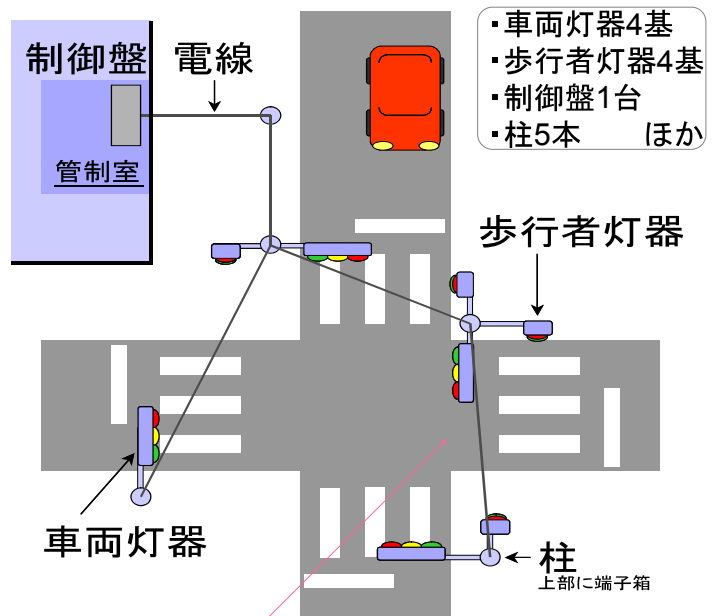 制御盤
電線
管制室
・車両灯器4基
・歩行者灯器4基
・制御盤1台
・柱5本　　ほか
歩行者灯器
車両灯器
柱
上部に端子箱